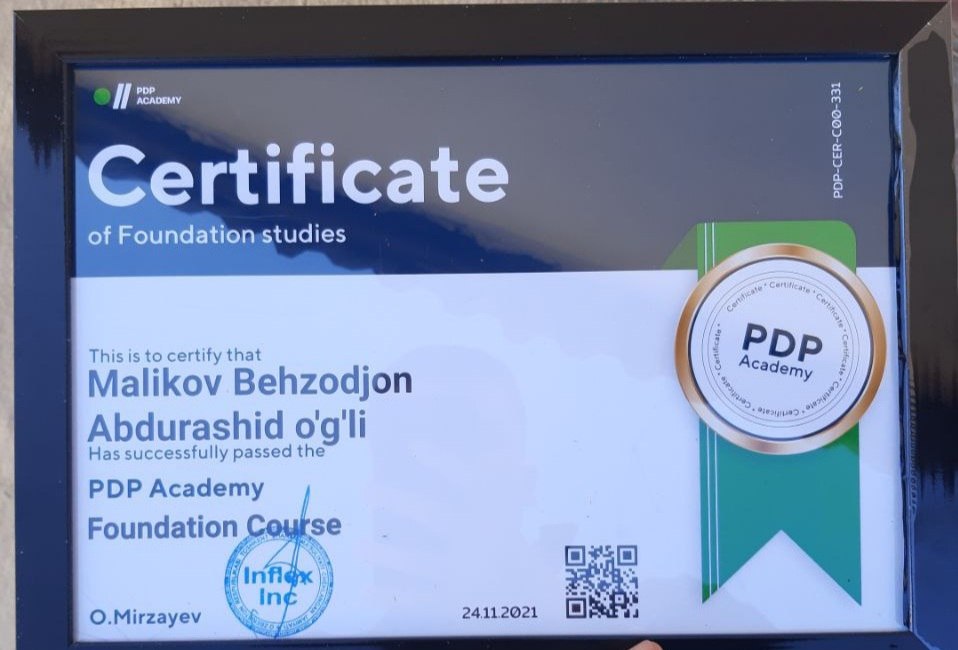 PDP
ACADEMY
PDP-CER-C00-331
Certificate
of Foundation studies
Certificate * Certificate * Certificate * Certificate * Certificate * Certificate * Certificate *
PDP
Academy
This is to certify that
Malikov Behzodjon
Abdurashid o'g'li
Has successfully passed the
PDP Academy
Foundation Course
Inflex
Inc
O.Mirzayev
24.11.2021